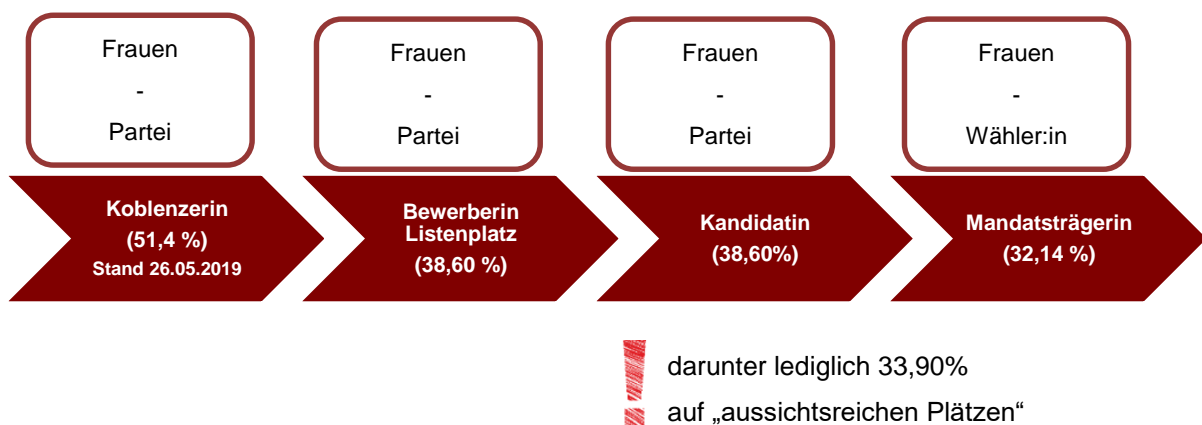 Frauen
-
Partei
Frauen
-
Partei
Frauen
-
Partei
Frauen
-
Wähler:in
Koblenzerin
(51,4 %)
Stand 26.05.2019
Bewerberin
Listenplatz
(38,60 %)
Kandidatin
(38,60%)
Mandatsträgerin
(32,14 %)
darunter lediglich 33,90%
auf „aussichtsreichen Plätzen“